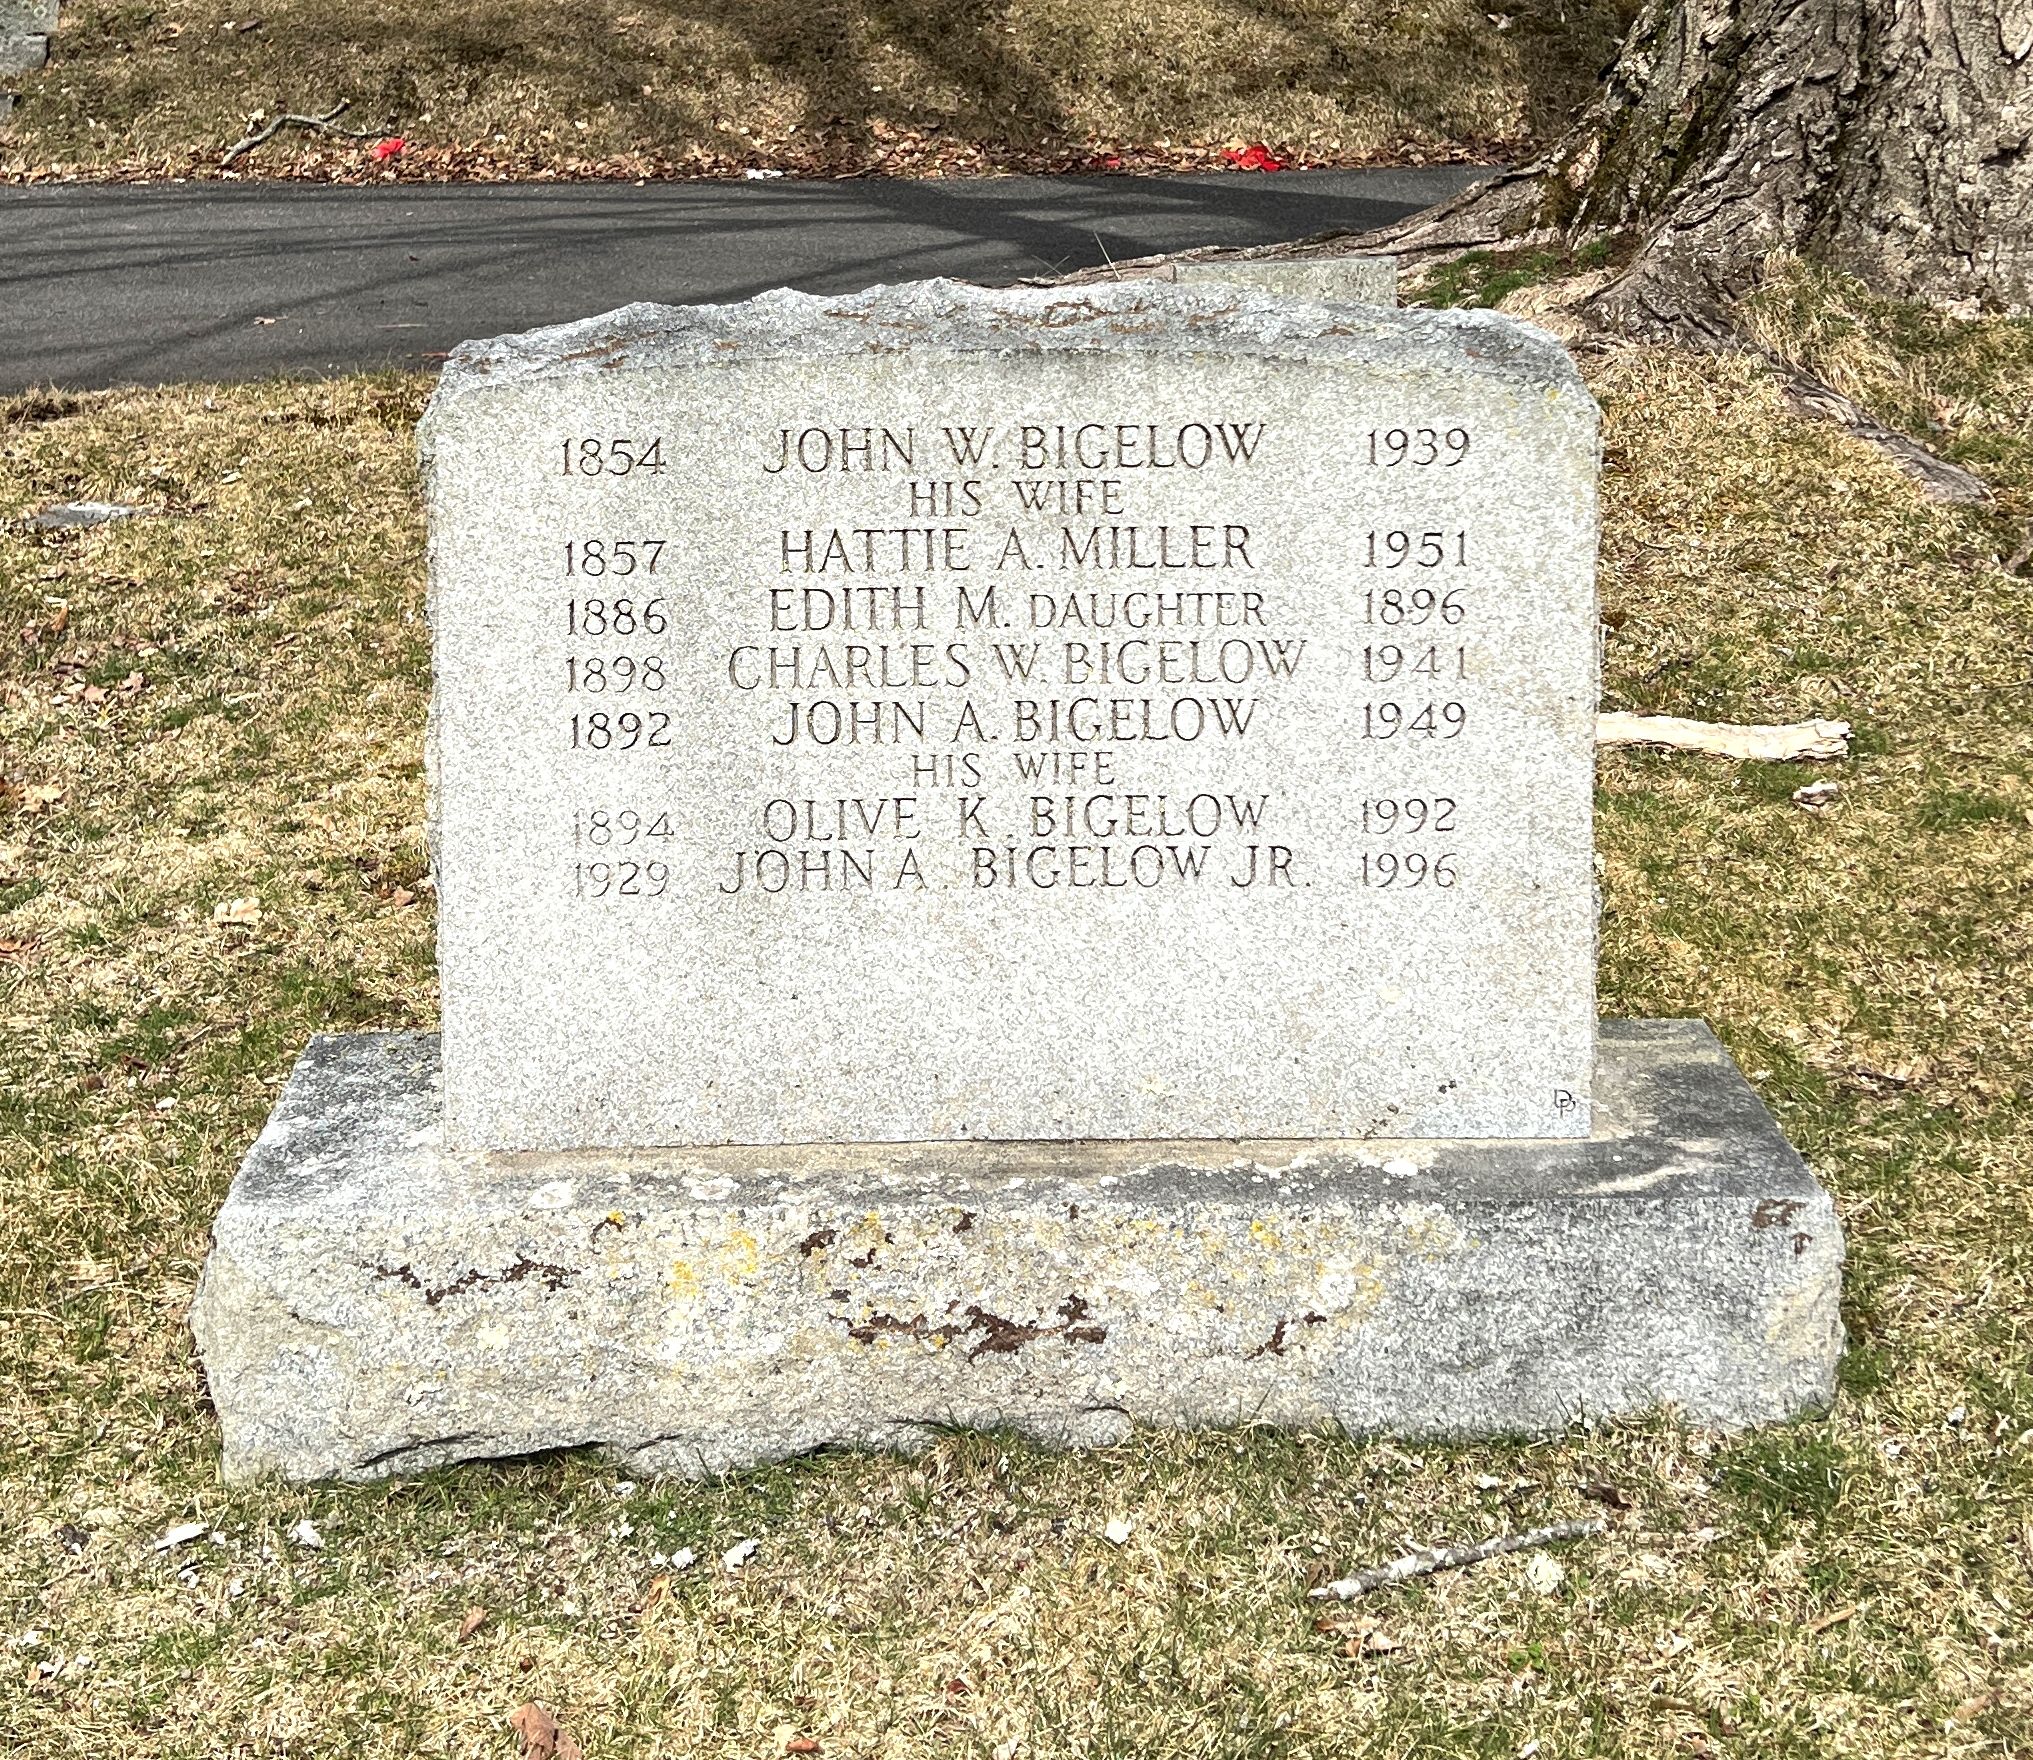 1854 JOHN W. BIGELOW 1939
HIS WIFE
1857 HATTIE A. MILLER 1951
1886 EDITH M. DAUGHTER 1896
1898 CHARLES W. BIGELOW 1941
1892 JOHN A. BIGELOW 1949
HIS WIFE
1894 OLIVE K. BIGELOW 1992
1929 JOHN A. BIGELOW JR. 1996